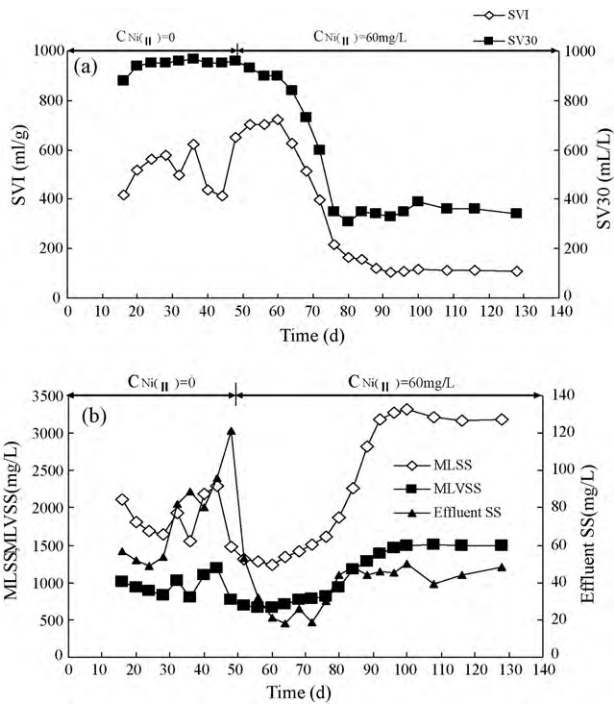 SVI
SV30
C Ni(II)=0
C Ni(II)=60mg/L
(a)
1000
800
600
400
200
0
SVI (ml/g)
1000
800
600
400
200
0
SV30 (mL/L)
0 10 20 30 40 50 60 70 80 90 100 110 120 130 140
Time (d)
C Ni(II)=0
C Ni(II)=60mg/L
(b)
3500
3000
2500
2000
1500
1000
500
0
MLSSMLVSS(mg/L)
MLSS
MLVSS
Effluent SS
140
120
100
80
60
40
20
0
Effluent SS(mg/L)
0 10 20 30 40 50 60 70 80 90 100 110 120 130 140
Time(d)